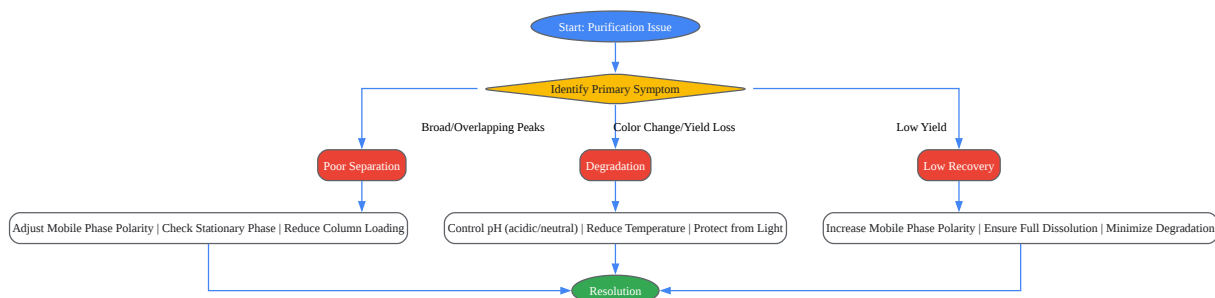 Start: Purification Issue
Identify Primary Symptom
Broad/Overlapping Peaks
Color Change/Yield Loss
Low Yield
Poor Separation
Degradation
Low Recovery
Adjust Mobile Phase Polarity | Check Stationary Phase | Reduce Column Loading
Control pH (acidic/neutral) | Reduce Temperature | Protect from Light
Increase Mobile Phase Polarity | Ensure Full Dissolution | Minimize Degradation
Resolution